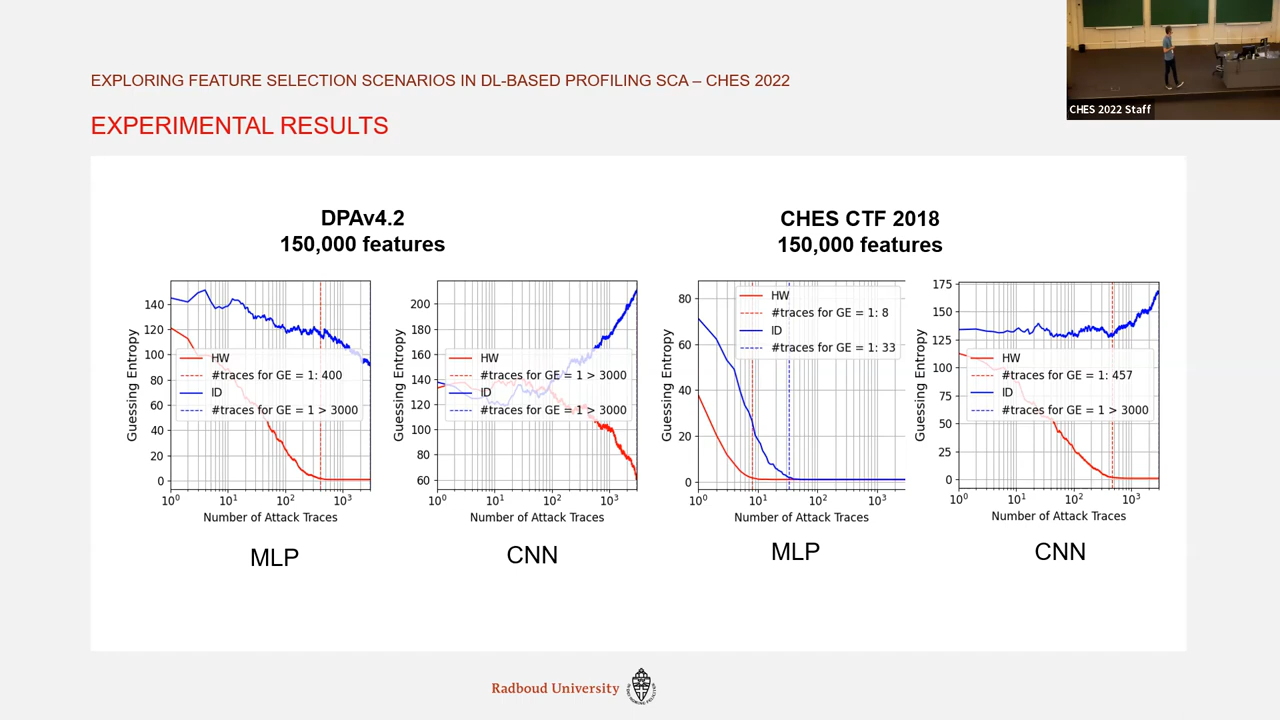 CHES 2022 Staff
EXPLORING FEATURE SELECTION SCENARIOS IN DL-BASED PROFILING SCA – CHES 2022
EXPERIMENTAL RESULTS
DPAv4.2
150,000 features
CHES CTF 2018
150,000 features
Guessing Entropy
140
120
100
80
60
40
20
0
HW
#traces for GE = 1: 400
ID
#traces for GE = 1 > 3000
10⁰ 10¹ 10² 10³
Number of Attack Traces
MLP
Guessing Entropy
200
180
160
140
120
100
80
60
HW
#traces for GE = 1 > 3000
ID
#traces for GE = 1 > 3000
10⁰ 10¹ 10² 10³
Number of Attack Traces
CNN
Guessing Entropy
80
60
40
20
0
HW
#traces for GE = 1: 8
ID
#traces for GE = 1: 33
10⁰ 10¹ 10² 10³
Number of Attack Traces
MLP
Guessing Entropy
175
150
125
100
75
50
25
0
HW
#traces for GE = 1: 457
ID
#traces for GE = 1 > 3000
10⁰ 10¹ 10² 10³
Number of Attack Traces
CNN
Radboud University